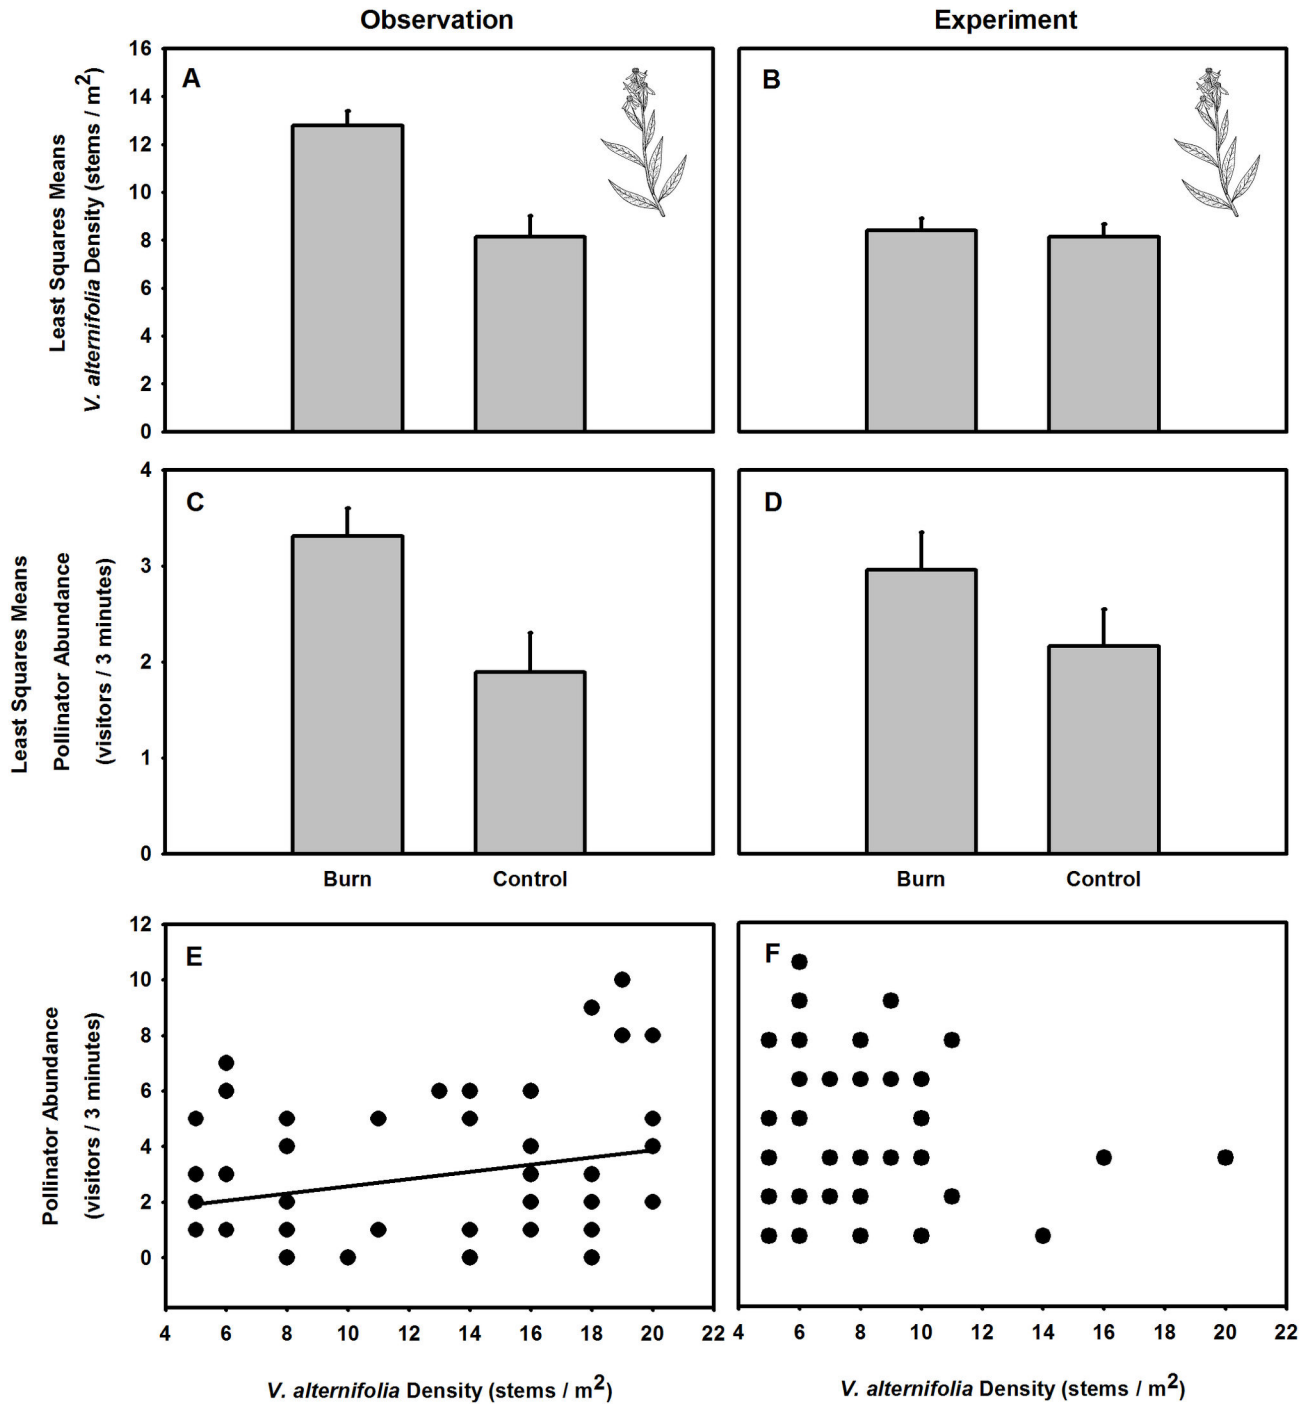 Observation
Experiment
Least Squares Means
V. alternifolia Density (stems / m²)
16
14
12
10
8
6
4
2
0
A
B
Least Squares Means
Pollinator Abundance
(visitors / 3 minutes)
4
3
2
1
0
C
D
Burn
Control
Burn
Control
Pollinator Abundance
(visitors / 3 minutes)
12
10
8
6
4
2
0
E
F
4 6 8 10 12 14 16 18 20 22
4 6 8 10 12 14 16 18 20 22
V. alternifolia Density (stems / m²)
V. alternifolia Density (stems / m²)